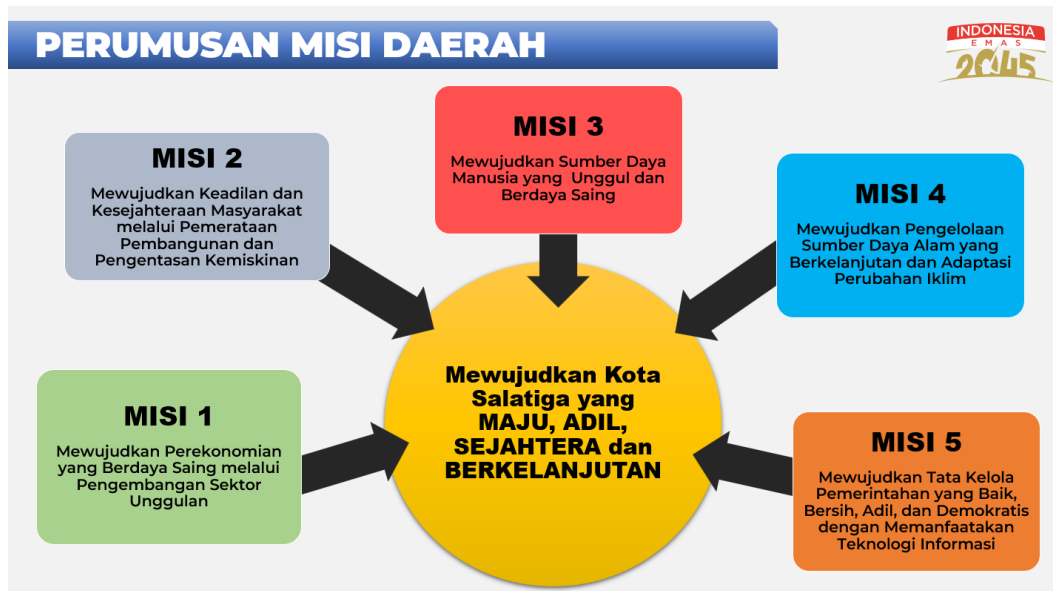 PERUMUSAN MISI DAERAH
INDONESIA
EMAS
2045
MISI 1
Mewujudkan Perekonomian
yang Berdaya Saing melalui
Pengembangan Sektor
Unggulan
MISI 2
Mewujudkan Keadilan dan
Kesejahteraan Masyarakat
melalui Pemerataan
Pembangunan dan
Pengentasan Kemiskinan
MISI 3
Mewujudkan Sumber Daya
Manusia yang Unggul dan
Berdaya Saing
MISI 4
Mewujudkan Pengelolaan
Sumber Daya Alam yang
Berkelanjutan dan Adaptasi
Perubahan Iklim
MISI 5
Mewujudkan Tata Kelola
Pemerintahan yang Baik,
Bersih, Adil, dan Demokratis
dengan Memanfaatakan
Teknologi Informasi
Mewujudkan Kota
Salatiga yang
MAJU, ADIL,
SEJAHTERA dan
BERKELANJUTAN